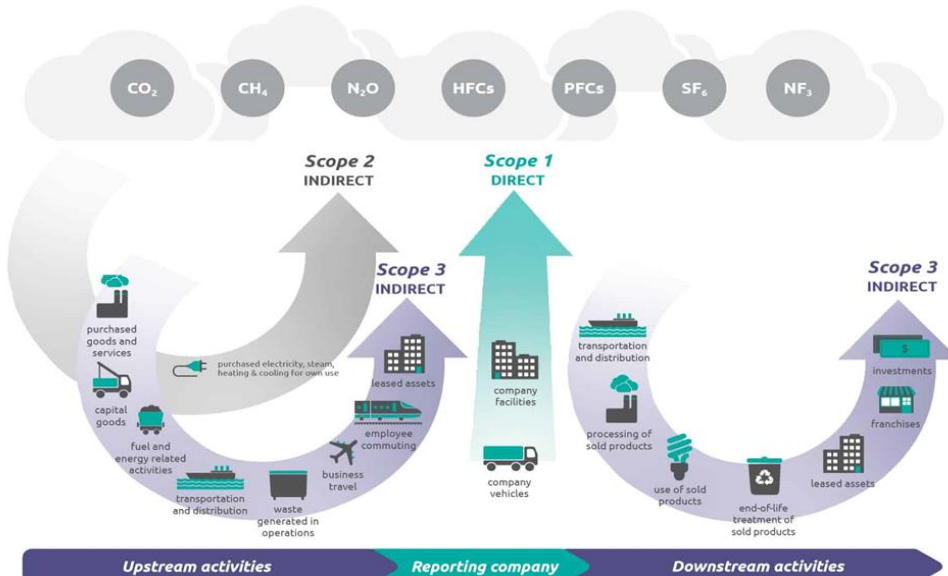 CO₂
CH₄
N₂O
HFCs
PFCs
SF₆
NF₃
Scope 2
INDIRECT
Scope 1
DIRECT
Scope 3
INDIRECT
Scope 3
INDIRECT
purchased
goods and
services
capital
goods
fuel and
energy related
activities
transportation
and distribution
waste
generated in
operations
business
travel
employee
commuting
leased assets
purchased electricity, steam,
heating & cooling for own use
company
facilities
company
vehicles
transportation
and distribution
processing of
sold products
use of sold
products
end-of-life
treatment of
sold products
leased assets
franchises
$
investments
Upstream activities
Reporting company
Downstream activities